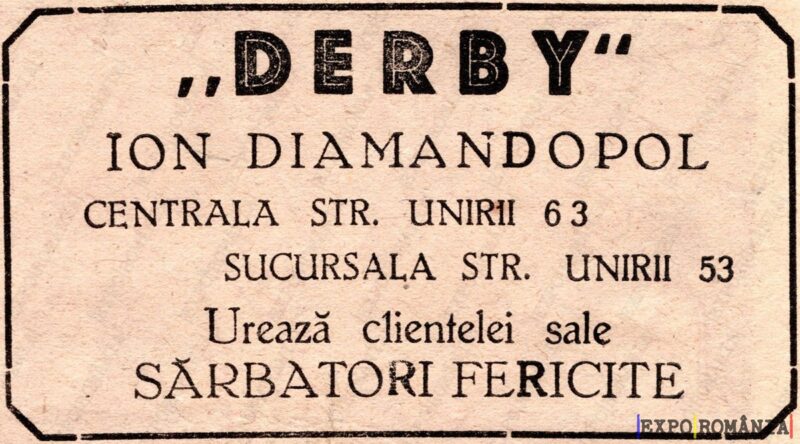 „DERBY“
ION DIAMANDOPOL
CENTRALA STR. UNIRII 63
SUCURSALA STR. UNIRII 53
Urează clientelei sale
SĂRBATORI FERICITE
EXPO ROMÂNIA